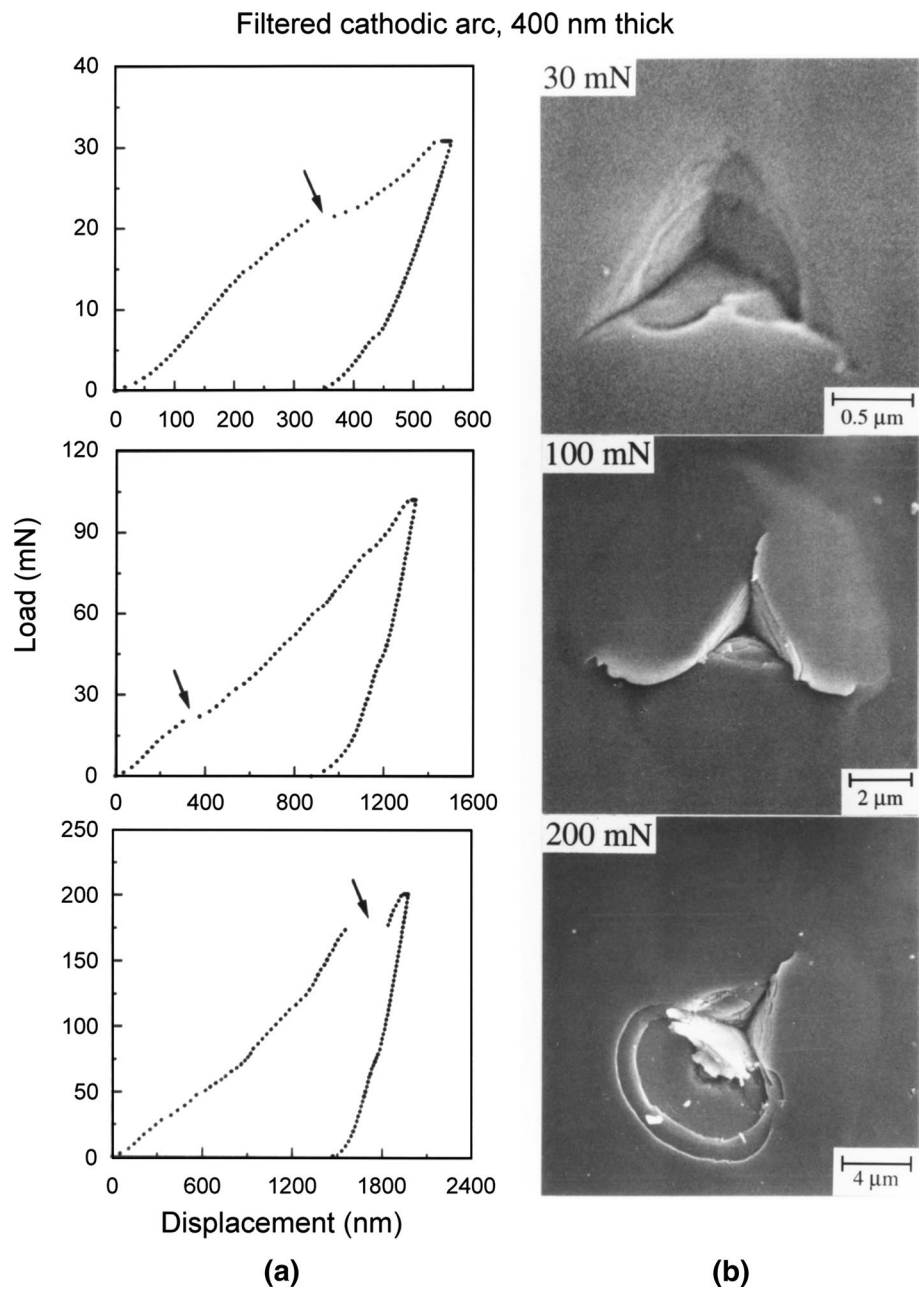 Filtered cathodic arc, 400 nm thick
40
30
20
10
0
0 100 200 300 400 500 600
30 mN
0.5 μm
Load (mN)
120
90
60
30
0
0 400 800 1200 1600
100 mN
2 μm
250
200
150
100
50
0
0 600 1200 1800 2400
200 mN
4 μm
Displacement (nm)
(a)
(b)